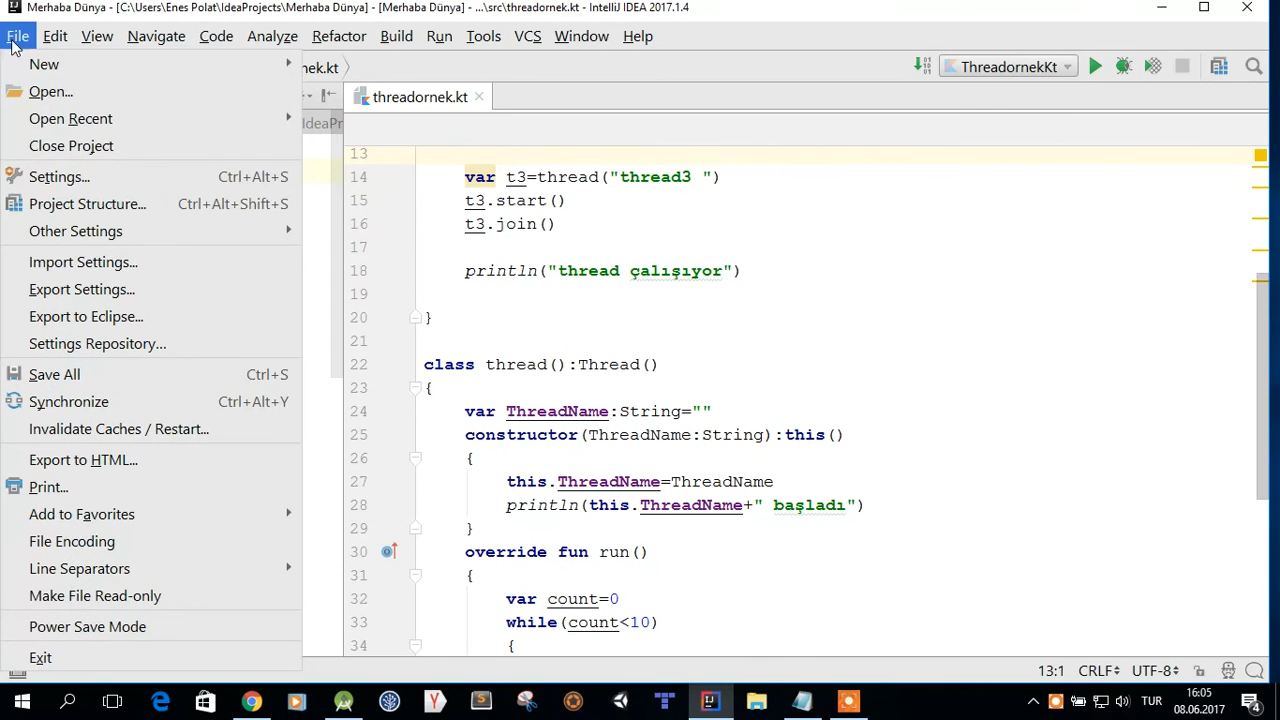 Merhaba Dünya - [C:\Users\Enes Polat\IdeaProjects\Merhaba Dünya] - [Merhaba Dünya] - ...\src\threadornek.kt - IntelliJ IDEA 2017.1.4
File Edit View Navigate Code Analyze Refactor Build Run Tools VCS Window Help
nek.kt
ThreadornekKt
threadornek.kt
New
Open...
Open Recent
Close Project
Settings... Ctrl+Alt+S
Project Structure... Ctrl+Alt+Shift+S
Other Settings
Import Settings...
Export Settings...
Export to Eclipse...
Settings Repository...
Save All Ctrl+S
Synchronize Ctrl+Alt+Y
Invalidate Caches / Restart...
Export to HTML...
Print...
Add to Favorites
File Encoding
Line Separators
Make File Read-only
Power Save Mode
Exit
IdeaPr
13
14 var t3=thread("thread3 ")
15 t3.start()
16 t3.join()
17
18 println("thread çalışıyor")
19
20 }
21
22 class thread():Thread()
23 {
24 var ThreadName:String=""
25 constructor(ThreadName:String):this()
26 {
27 this.ThreadName=ThreadName
28 println(this.ThreadName+" başladı")
29 }
30 override fun run()
31 {
32 var count=0
33 while(count<10)
34 {
13:1 CRLF UTF-8
TUR
16:05
08.06.2017
4